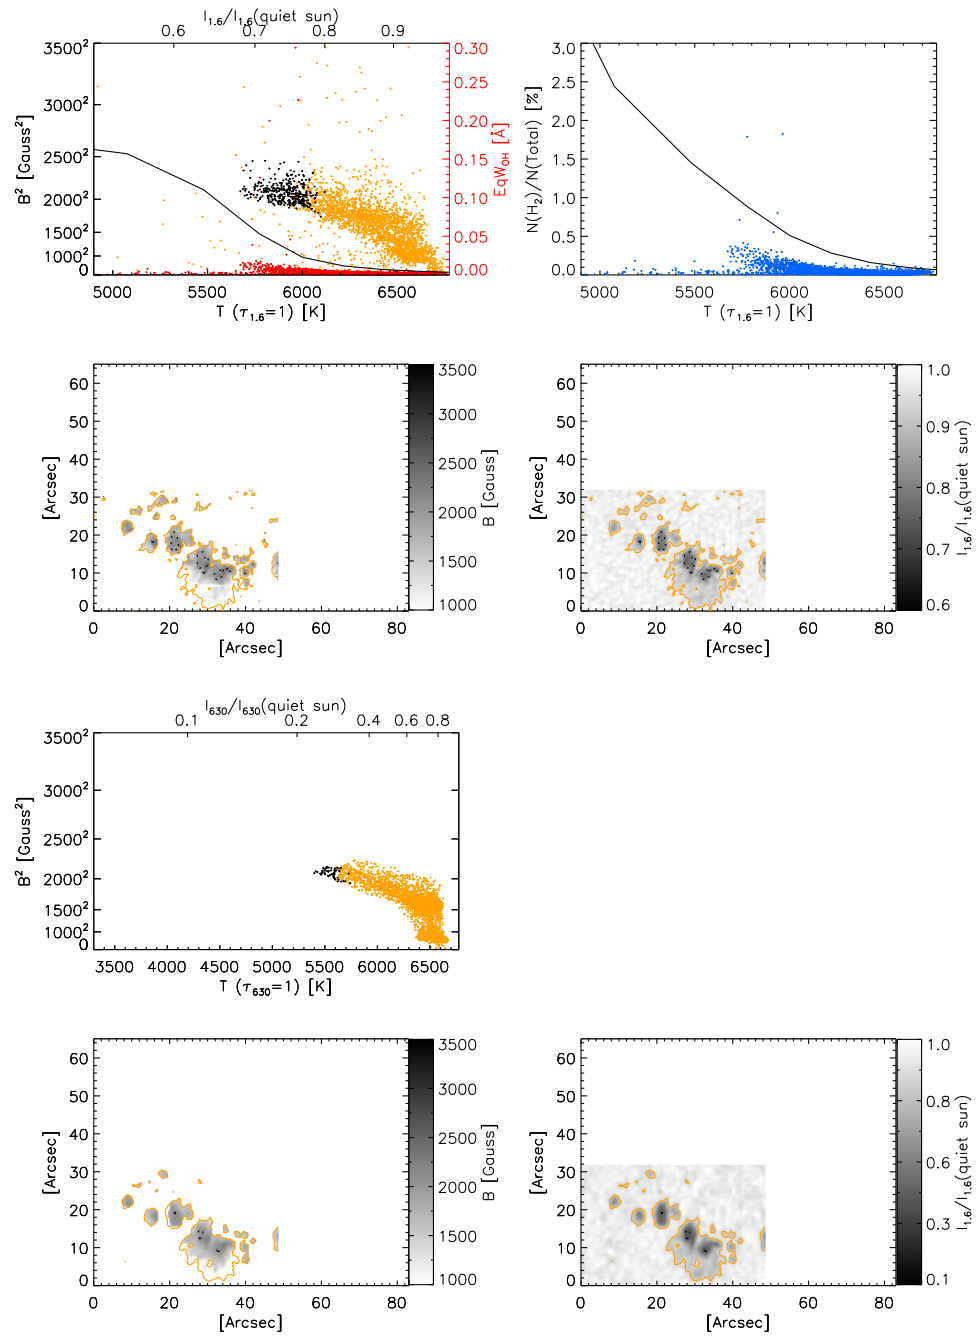 I₁.₆/I₁.₆(quiet sun)
0.6 0.7 0.8 0.9
B² [Gauss²]
3500² 3000² 2500² 2000² 1500² 1000² 0
0.30 0.25 0.20 0.15 0.10 0.05 0.00
EqW_OH [Å]
5000 5500 6000 6500
T (τ₁.₆=1) [K]
N(H₂)/N(Total) [%]
3.0 2.5 2.0 1.5 1.0 0.5 0.0
5000 5500 6000 6500
T (τ₁.₆=1) [K]
[Arcsec]
60 50 40 30 20 10 0
0 20 40 60 80
[Arcsec]
3500 3000 2500 2000 1500 1000
B [Gauss]
[Arcsec]
60 50 40 30 20 10 0
0 20 40 60 80
[Arcsec]
1.0 0.9 0.8 0.7 0.6
I₁.₆/I₁.₆(quiet sun)
I₆₃₀/I₆₃₀(quiet sun)
0.1 0.2 0.4 0.6 0.8
B² [Gauss²]
3500² 3000² 2500² 2000² 1500² 1000² 0
3500 4000 4500 5000 5500 6000 6500
T (τ₆₃₀=1) [K]
[Arcsec]
60 50 40 30 20 10 0
0 20 40 60 80
[Arcsec]
3500 3000 2500 2000 1500 1000
B [Gauss]
[Arcsec]
60 50 40 30 20 10 0
0 20 40 60 80
[Arcsec]
1.0 0.8 0.6 0.3 0.1
I₁.₆/I₁.₆(quiet sun)